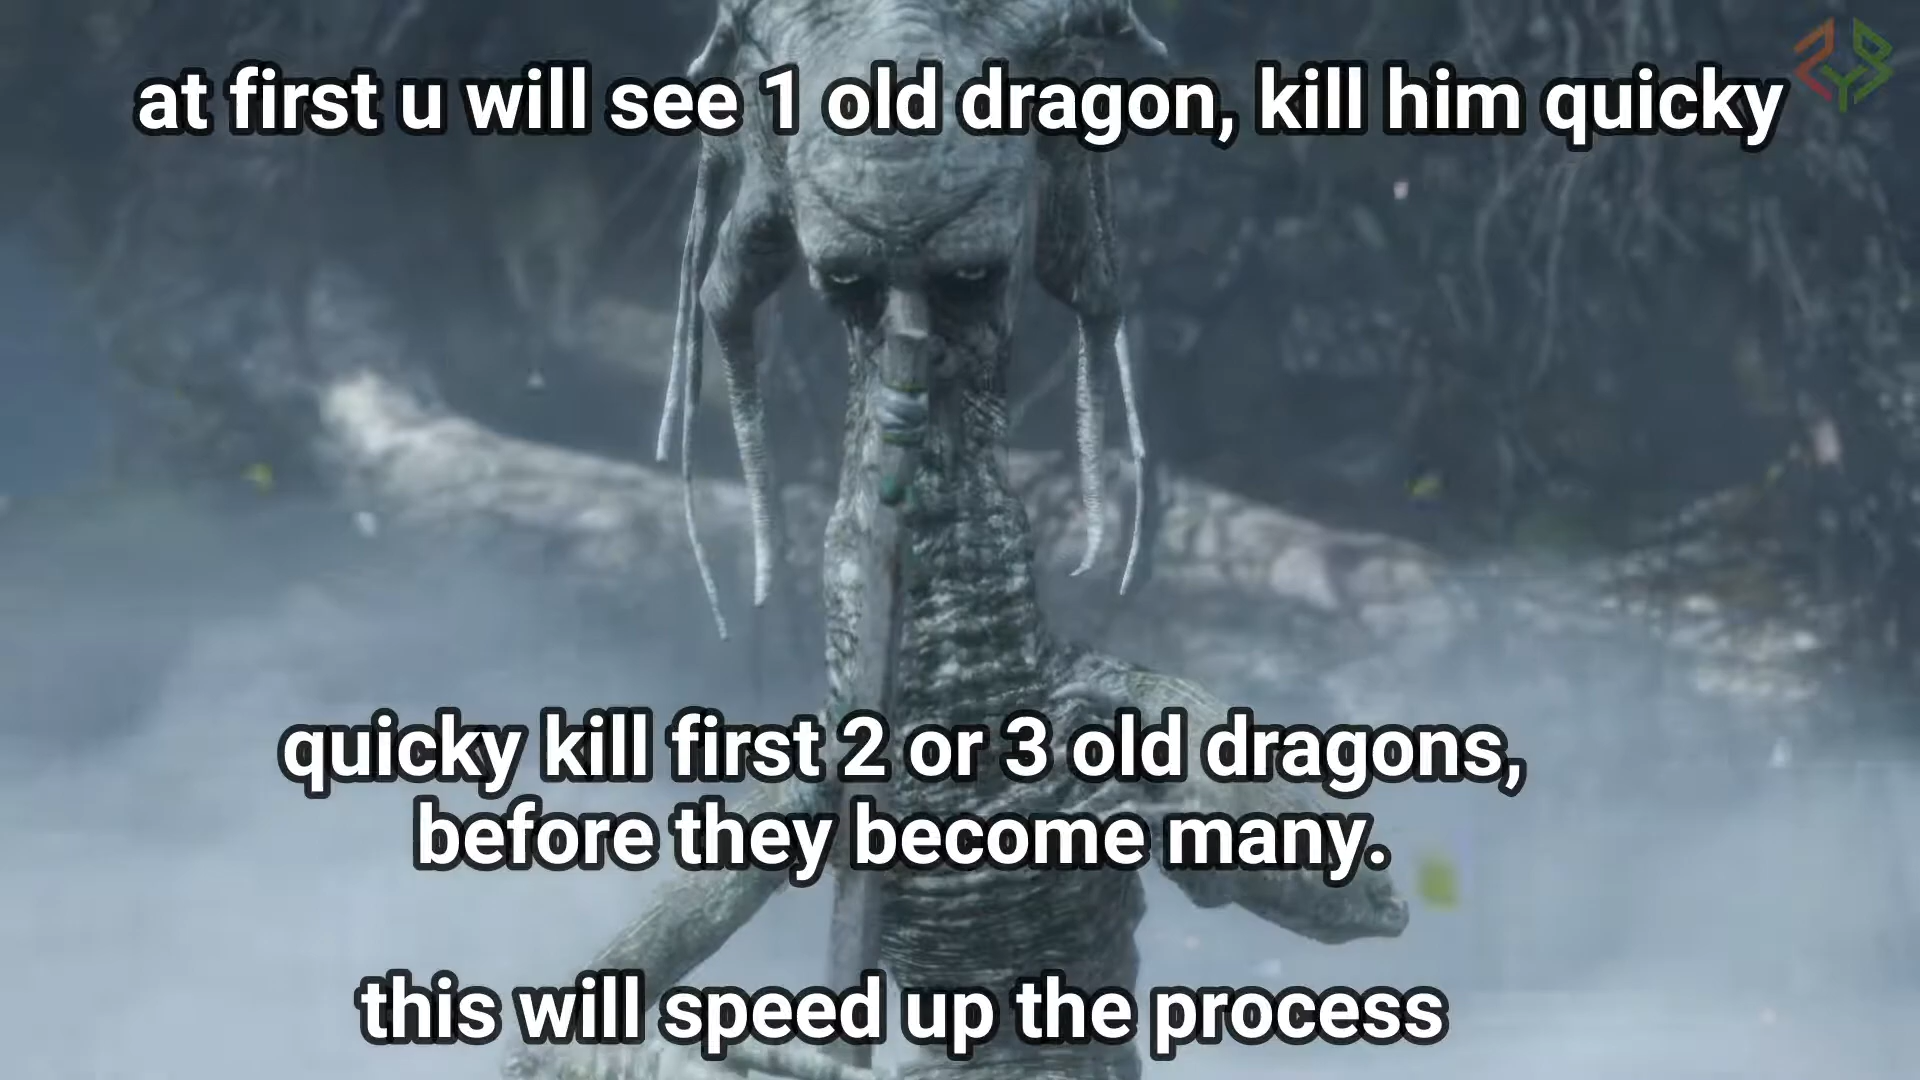 at first u will see 1 old dragon, kill him quicky
quicky kill first 2 or 3 old dragons,
before they become many.
this will speed up the process